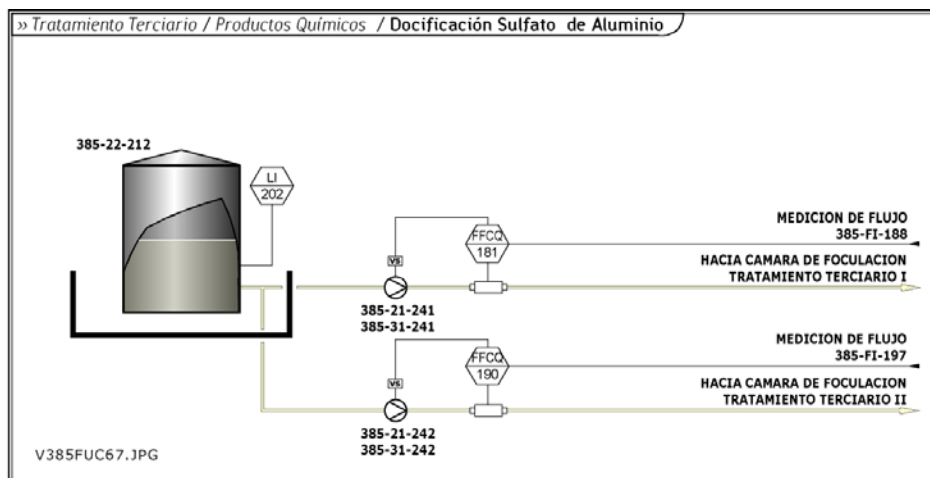 » Tratamiento Terciario / Productos Químicos / Docificación Sulfato de Aluminio
385-22-212
LI
202
MEDICION DE FLUJO
385-FI-188
FFCQ
181
VS
HACIA CAMARA DE FOCULACION
TRATAMIENTO TERCIARIO I
385-21-241
385-31-241
MEDICION DE FLUJO
385-FI-197
FFCQ
190
VS
HACIA CAMARA DE FOCULACION
TRATAMIENTO TERCIARIO II
385-21-242
385-31-242
V385FUC67.JPG